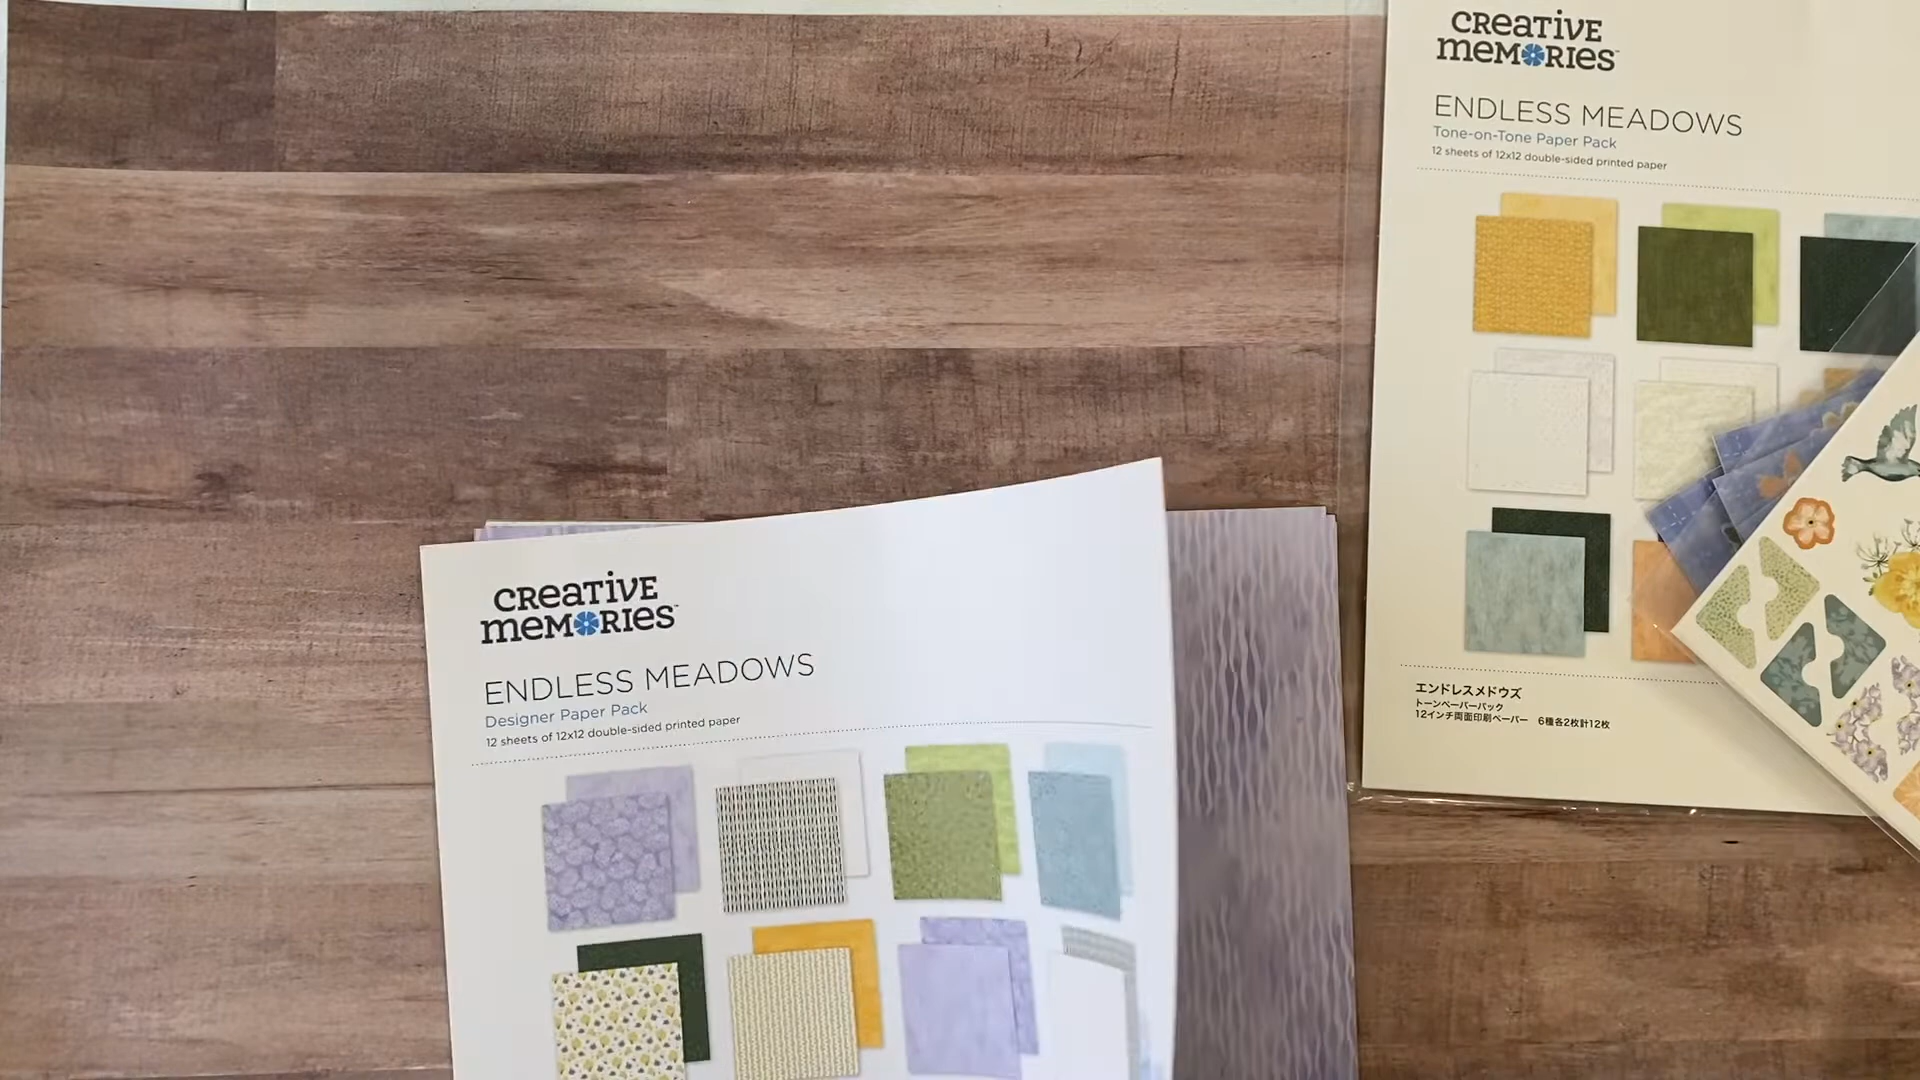 CREATIVE
MEMORIES™
ENDLESS MEADOWS
Tone-on-Tone Paper Pack
12 sheets of 12x12 double-sided printed paper
エンドレスメドウズ
トーンペーパーパック
12インチ両面印刷ペーパー 6種各2枚計12枚
CREATIVE
MEMORIES™
ENDLESS MEADOWS
Designer Paper Pack
12 sheets of 12x12 double-sided printed paper